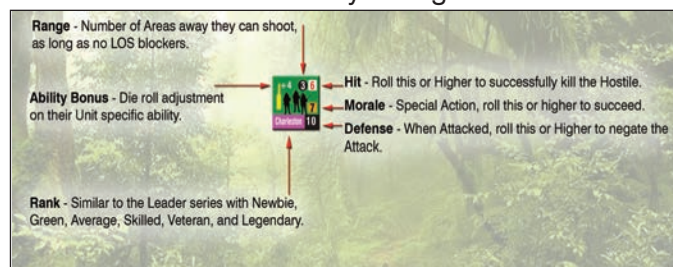 Range - Number of Areas away they can shoot,
as long as no LOS blockers.
Ability Bonus - Die roll adjustment
on their Unit specific ability.
+4 3 6
7
Charleston 10
Hit - Roll this or Higher to successfully kill the Hostile.
Morale - Special Action, roll this or higher to succeed.
Defense - When Attacked, roll this or Higher to negate the
Attack.
Rank - Similar to the Leader series with Newbie,
Green, Average, Skilled, Veteran, and Legendary.